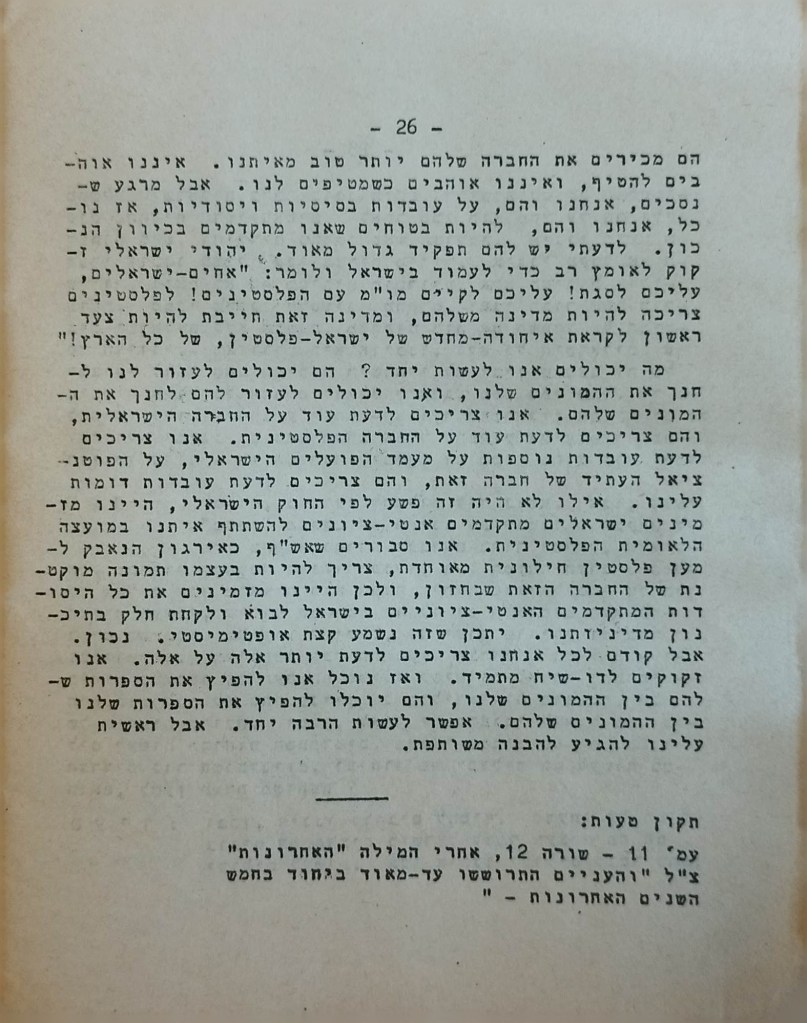 - 26 -
הם מכירים את החברה שלהם יותר טוב מאיתנו. איננו אוה-
בים להטיף, ואיננו אוהבים כשמטיפים לנו. אבל מרגע ש-
נסכים, אנחנו והם, על עובדות בסיסיות ויסודיות, אז נו-
כל, אנחנו והם, להיות בטוחים שאנו מתקדמים בכיוון הנ-
כון. לדעתי יש להם תפקיד גדול מאוד. יהודי ישראלי ז-
קוק לאומץ רב כדי לעמוד בישראל ולומר: "אחים-ישראלים,
עליכם לסגת! עליכם לקיים מו"מ עם הפלסטינים! לפלסטינים
צריכה להיות מדינה משלהם, ומדינה זאת חייבת להיות צעד
ראשון לקראת איחודה-מחדש של ישראל-פלסטין, של כל הארץ!"
מה יכולים אנו לעשות יחד ? הם יכולים לעזור לנו ל-
חנך את ההמונים שלנו, ואנו יכולים לעזור להם לחנך את ה-
המונים שלהם. אנו צריכים לדעת עוד על החברה הישראלית,
והם צריכים לדעת עוד על החברה הפלסטינית. אנו צריכים
לדעת עובדות נוספות על מעמד הפועלים הישראלי, על הפוטנ-
ציאל העתיד של חברה זאת, והם צריכים לדעת עובדות דומות
עלינו. אילו לא היה זה פשע לפי החוק הישראלי, היינו מז-
מינים ישראלים מתקדמים אנטי-ציונים להשתתף איתנו במועצה
הלאומית הפלסטינית. אנו סבורים שאש"ף, כאירגון הנאבק ל-
מען פלסטין חילונית מאוחדת, צריך להיות בעצמו תמונה מוקט-
נת של החברה הזאת שבחזון, ולכן היינו מזמינים את כל היסו-
דות המתקדמים האנטי-ציוניים בישראל לבוא ולקחת חלק בתיכ-
נון מדיניותנו. יתכן שזה נשמע קצת אופטימיסטי. נכון.
אבל קודם לכל אנחנו צריכים לדעת יותר אלה על אלה. אנו
זקוקים לדו-שיח מתמיד. ואז נוכל אנו להפיץ את הספרות ש-
להם בין ההמונים שלנו, והם יוכלו להפיץ את הספרות שלנו
בין ההמונים שלהם. אפשר לעשות הרבה יחד. אבל ראשית
עלינו להגיע להבנה משותפת.
תקון טעות:
עמ' 11 - שורה 12, אחרי המילה "האחרונות"
צ"ל "והעניים התרוששו עד-מאוד ביחוד בחמש
השנים האחרונות - "